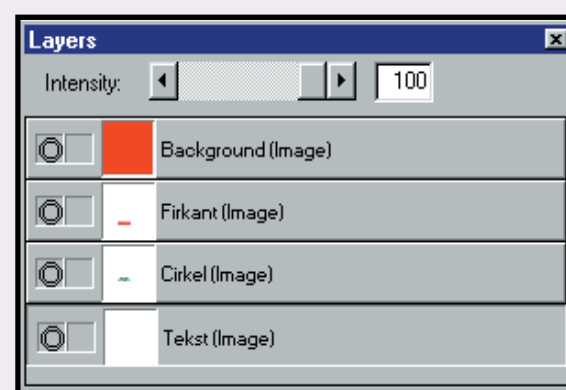 Layers
Intensity: 100
Background (Image)
Firkant (Image)
Cirkel (Image)
Tekst (Image)